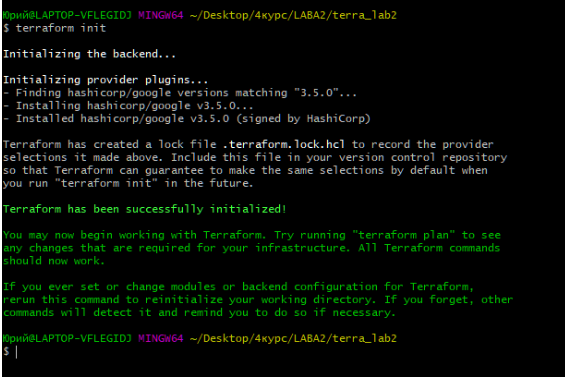 Юрий@LAPTOP-VFLEGIDJ MINGW64 ~/Desktop/4курс/LABA2/terra_lab2
$ terraform init
Initializing the backend...
Initializing provider plugins...
- Finding hashicorp/google versions matching "3.5.0"...
- Installing hashicorp/google v3.5.0...
- Installed hashicorp/google v3.5.0 (signed by HashiCorp)
Terraform has created a lock file .terraform.lock.hcl to record the provider
selections it made above. Include this file in your version control repository
so that Terraform can guarantee to make the same selections by default when
you run "terraform init" in the future.
Terraform has been successfully initialized!
You may now begin working with Terraform. Try running "terraform plan" to see
any changes that are required for your infrastructure. All Terraform commands
should now work.
If you ever set or change modules or backend configuration for Terraform,
rerun this command to reinitialize your working directory. If you forget, other
commands will detect it and remind you to do so if necessary.
Юрий@LAPTOP-VFLEGIDJ MINGW64 ~/Desktop/4курс/LABA2/terra_lab2
$